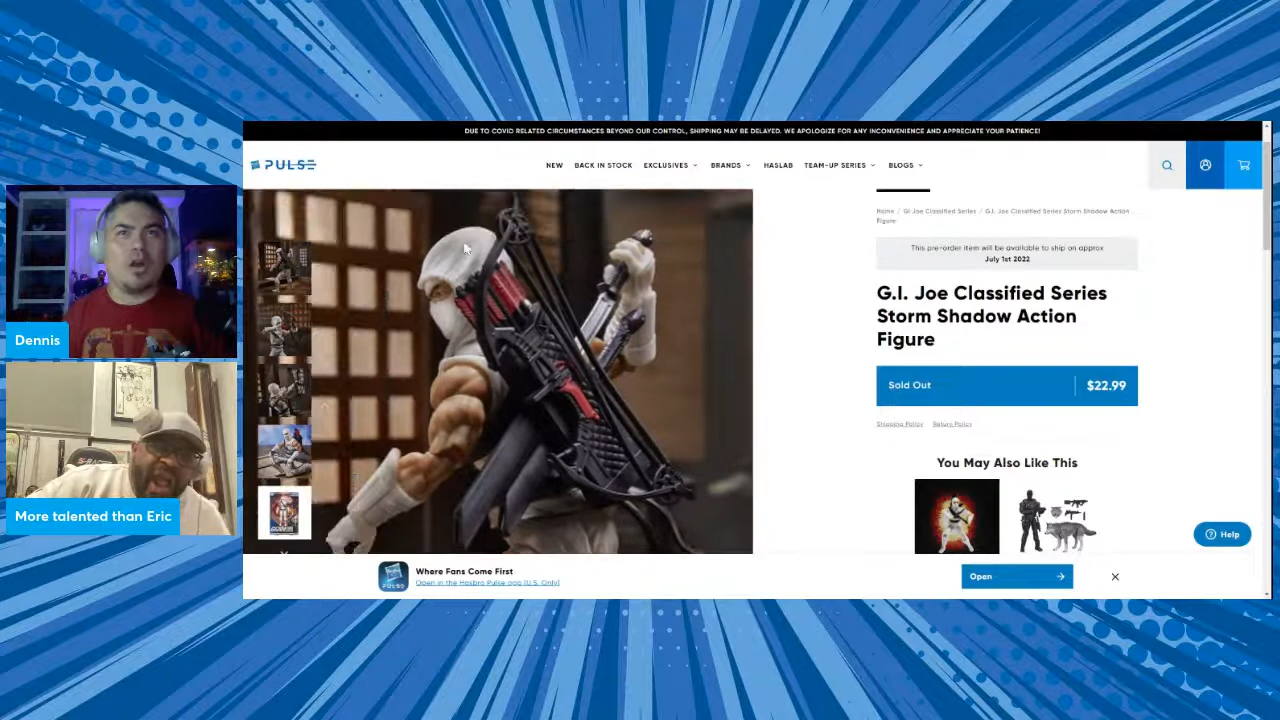 DUE TO COVID RELATED CIRCUMSTANCES BEYOND OUR CONTROL, SHIPPING MAY BE DELAYED. WE APOLOGIZE FOR ANY INCONVENIENCE AND APPRECIATE YOUR PATIENCE!
PULSE
NEW
BACK IN STOCK
EXCLUSIVES
BRANDS
HASLAB
TEAM-UP SERIES
BLOGS
Home / GI Joe Classified Series / G.I. Joe Classified Series Storm Shadow Action
Figure
This pre-order item will be available to ship on approx
July 1st 2022
G.I. Joe Classified Series
Storm Shadow Action
Figure
Sold Out
$22.99
Shipping Policy
Return Policy
You May Also Like This
Help
Where Fans Come First
Open in the Hasbro Pulse app (U.S. Only)
Open
PULSE
Dennis
More talented than Eric